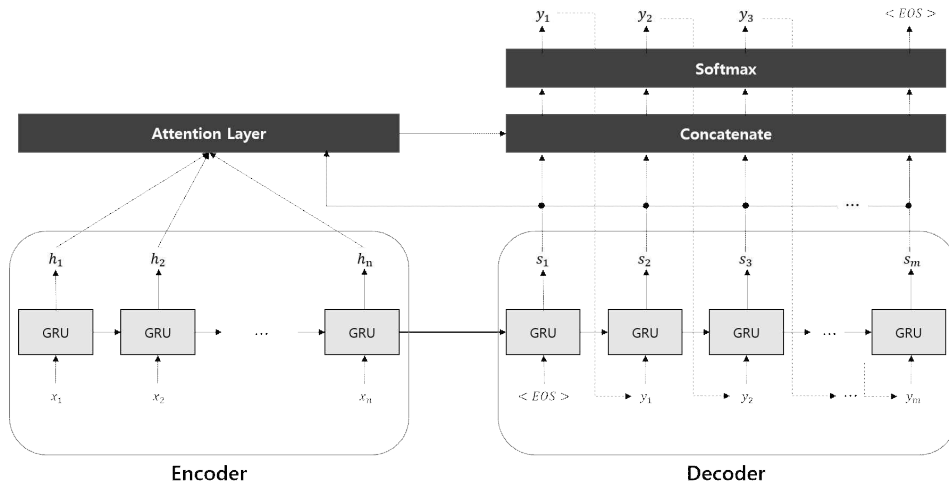 y₁ y₂ y₃ < EOS >
Softmax
Attention Layer Concatenate
...
h₁ h₂ hₙ s₁ s₂ s₃ sₘ
GRU GRU ... GRU GRU GRU GRU ... GRU
x₁ x₂ xₙ < EOS > y₁ y₂ ... yₘ
Encoder Decoder